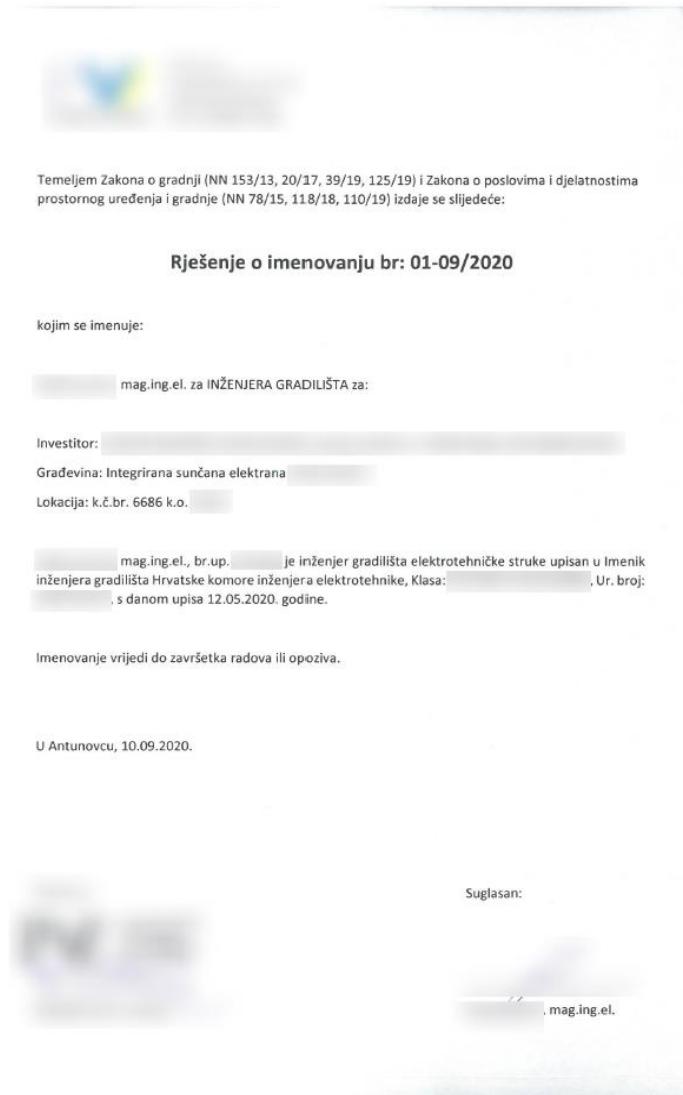 Temeljem Zakona o gradnji (NN 153/13, 20/17, 39/19, 125/19) i Zakona o poslovima i djelatnostima
prostornog uređenja i gradnje (NN 78/15, 118/18, 110/19) izdaje se slijedeće:
Rješenje o imenovanju br: 01-09/2020
kojim se imenuje:
mag.ing.el. za INŽENJERA GRADILIŠTA za:
Investitor:
Građevina: Integrirana sunčana elektrana
Lokacija: k.č.br. 6686 k.o.
mag.ing.el., br.up. je inženjer gradilišta elektrotehničke struke upisan u Imenik
inženjera gradilišta Hrvatske komore inženjera elektrotehnike, Klasa: , Ur. broj:
, s danom upisa 12.05.2020. godine.
Imenovanje vrijedi do završetka radova ili opoziva.
U Antunovcu, 10.09.2020.
Suglasan:
, mag.ing.el.